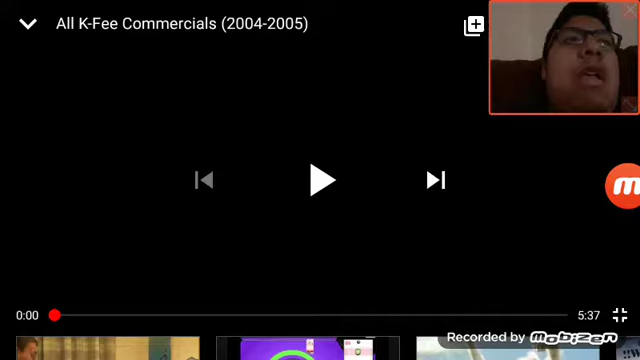 All K-Fee Commercials (2004-2005)
0:00
5:37
Recorded by
MOBIZEN